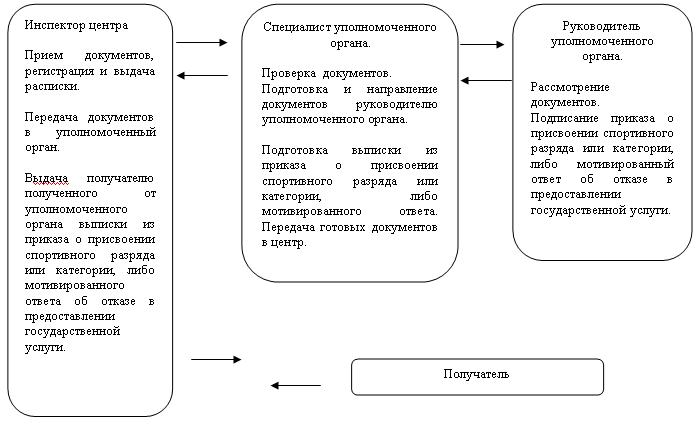 Инспектор центра
Прием документов,
регистрация и выдача
расписки.
Передача документов
в уполномоченный
орган.
Выдача получателю
полученного от
уполномоченного
органа выписки из
приказа о присвоении
спортивного разряда
или категории, либо
мотивированного
ответа об отказе в
предоставлении
государственной
услуги.
Специалист уполномоченного
органа.
Проверка документов.
Подготовка и направление
документов руководителю
уполномоченного органа.
Подготовка выписки из
приказа о присвоении
спортивного разряда или
категории, либо
мотивированного ответа.
Передача готовых документов
в центр.
Руководитель
уполномоченного
органа.
Рассмотрение
документов.
Подписание приказа о
присвоении спортивного
разряда или категории,
либо мотивированный
ответ об отказе в
предоставлении
государственной услуги.
Получатель